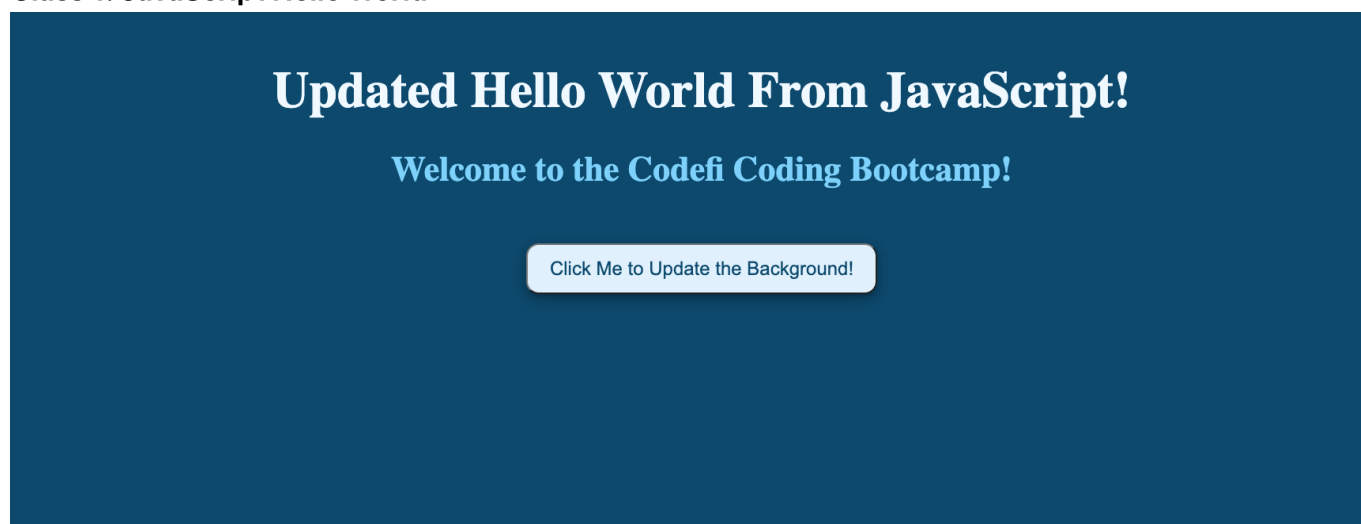 Updated Hello World From JavaScript!
Welcome to the Codefi Coding Bootcamp!
Click Me to Update the Background!